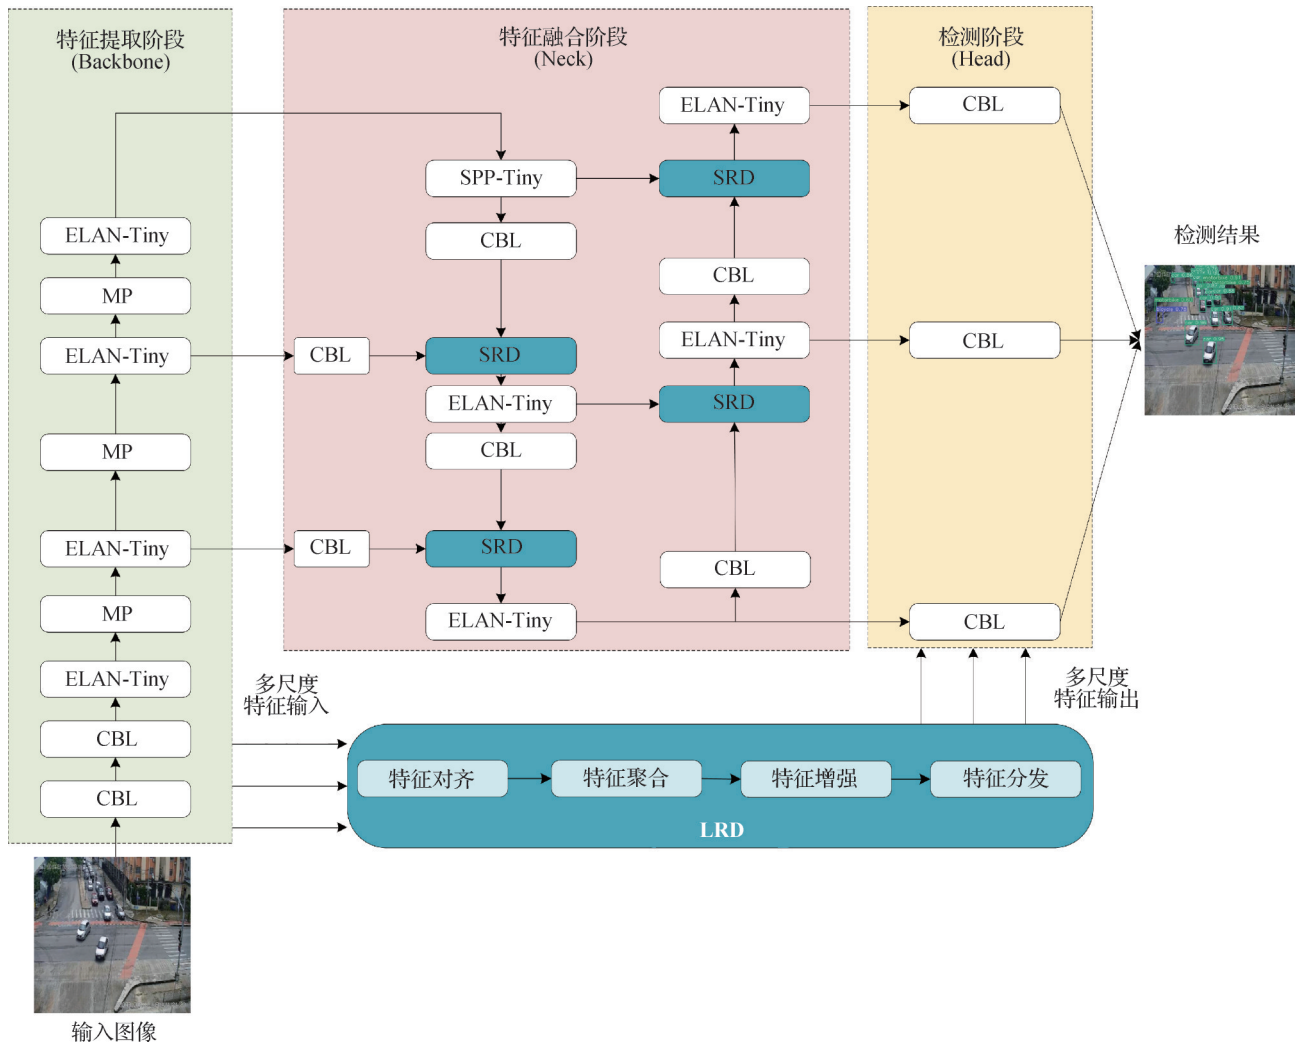 特征提取阶段
(Backbone)
ELAN-Tiny
MP
ELAN-Tiny
MP
ELAN-Tiny
MP
ELAN-Tiny
CBL
CBL
输入图像
特征融合阶段
(Neck)
SPP-Tiny
CBL
CBL
SRD
ELAN-Tiny
CBL
CBL
SRD
ELAN-Tiny
ELAN-Tiny
SRD
CBL
ELAN-Tiny
SRD
CBL
检测阶段
(Head)
CBL
CBL
CBL
检测结果
多尺度
特征输入
多尺度
特征输出
特征对齐
特征聚合
特征增强
特征分发
LRD